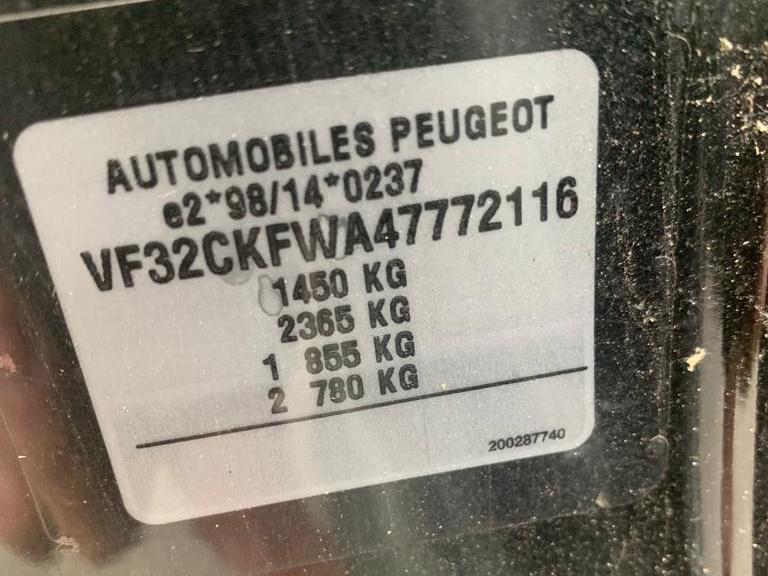 AUTOMOBILES PEUGEOT
e2*98/14*0237
VF32CKFWA47772116
1450 KG
2365 KG
1 855 KG
2 780 KG
200287740